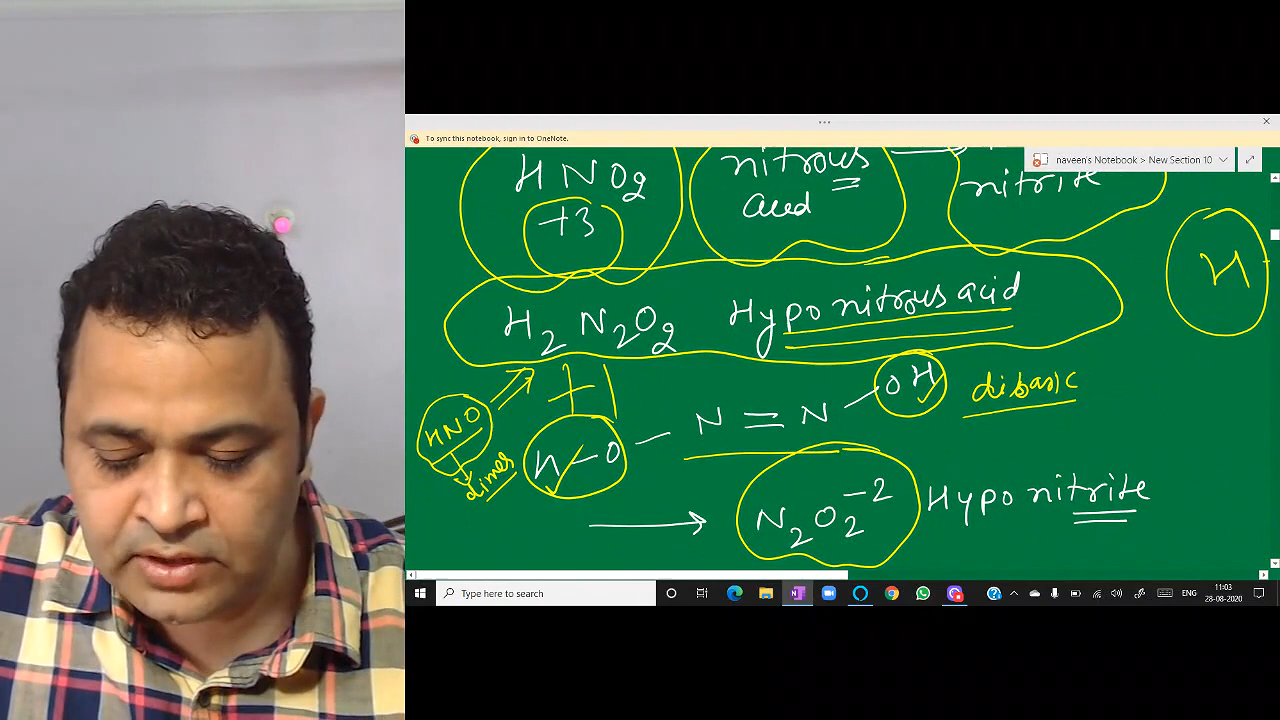 To sync this notebook, sign in to OneNote.
naveen's Notebook > New Section 10
HNO2 nitrous nitrite
+3 acid
H
H2 N2O2 Hyponitrous acid
+1
HNO
dimer
H-O-N=N-OH dibasic
→ N2O2-2 Hyponitrite
Type here to search
ENG
11:03
28-08-2020